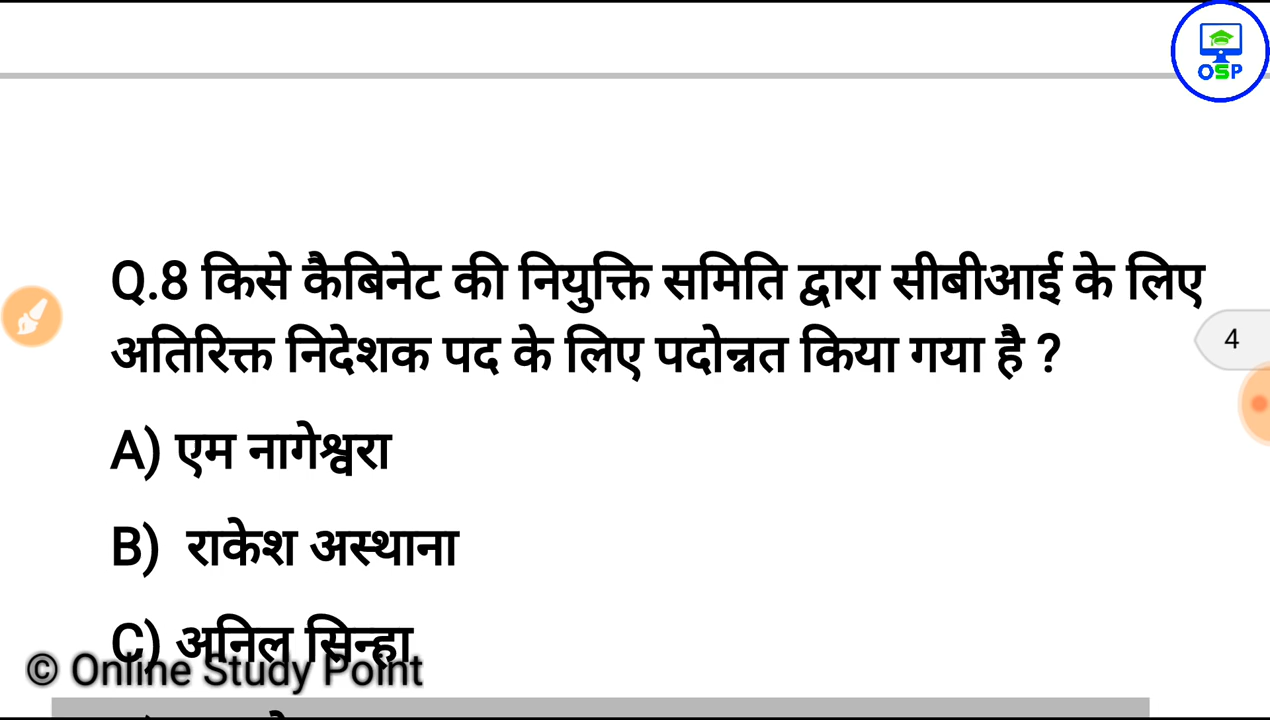 OSP
Q.8 किसे कैबिनेट की नियुक्ति समिति द्वारा सीबीआई के लिए
अतिरिक्त निदेशक पद के लिए पदोन्नत किया गया है ?
4
A) एम नागेश्वरा
B) राकेश अस्थाना
C) अनिल सिन्हा
© Online Study Point